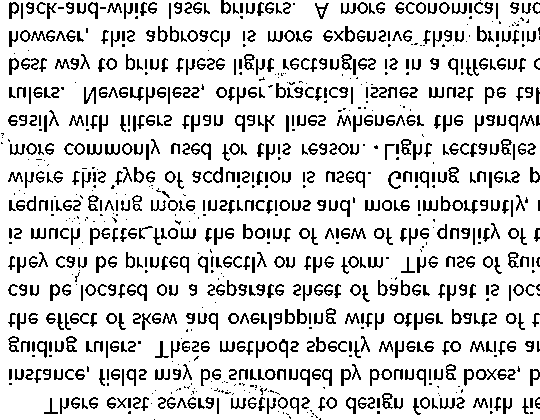 There exist several methods to design forms with fie
instance, fields may be surrounded by bounding boxes, b
guiding rulers. These methods specify where to write an
the effect of skew and overlapping with other parts of t
can be located on a separate sheet of paper that is loca
they can be printed directly on the form. The use of guid
is much better from the point of view of the quality of t
requires giving more instructions and, more importantly, r
where this type of acquisition is used. Guiding rulers p
more commonly used for this reason. Light rectangles
easily with filters than dark lines whenever the handwr
rulers. Nevertheless, other practical issues must be tak
best way to print these light rectangles is in a different c
however, this approach is more expensive than printing
black-and-white laser printers. A more economical and